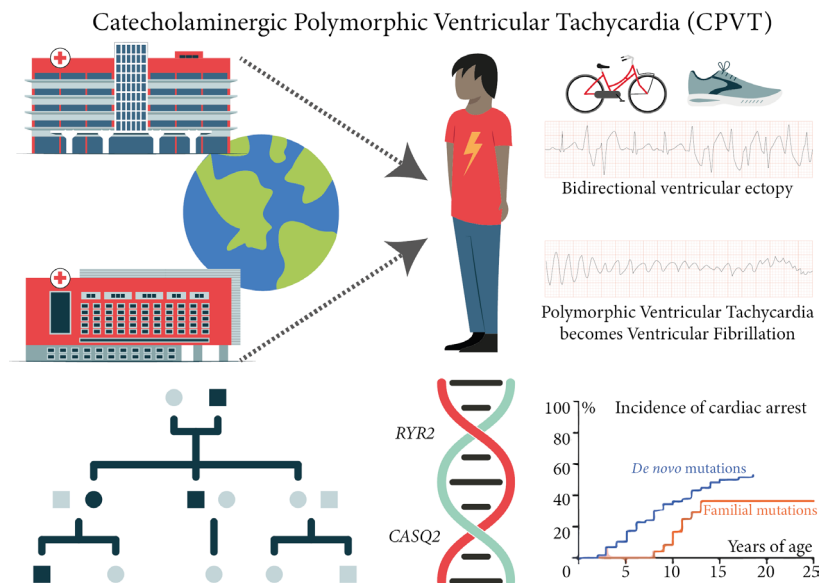 Catecholaminergic Polymorphic Ventricular Tachycardia (CPVT)
Bidirectional ventricular ectopy
Polymorphic Ventricular Tachycardia
becomes Ventricular Fibrillation
RYR2
CASQ2
100 %
Incidence of cardiac arrest
80
60
De novo mutations
40
Familial mutations
20
Years of age
0 5 10 15 20 25